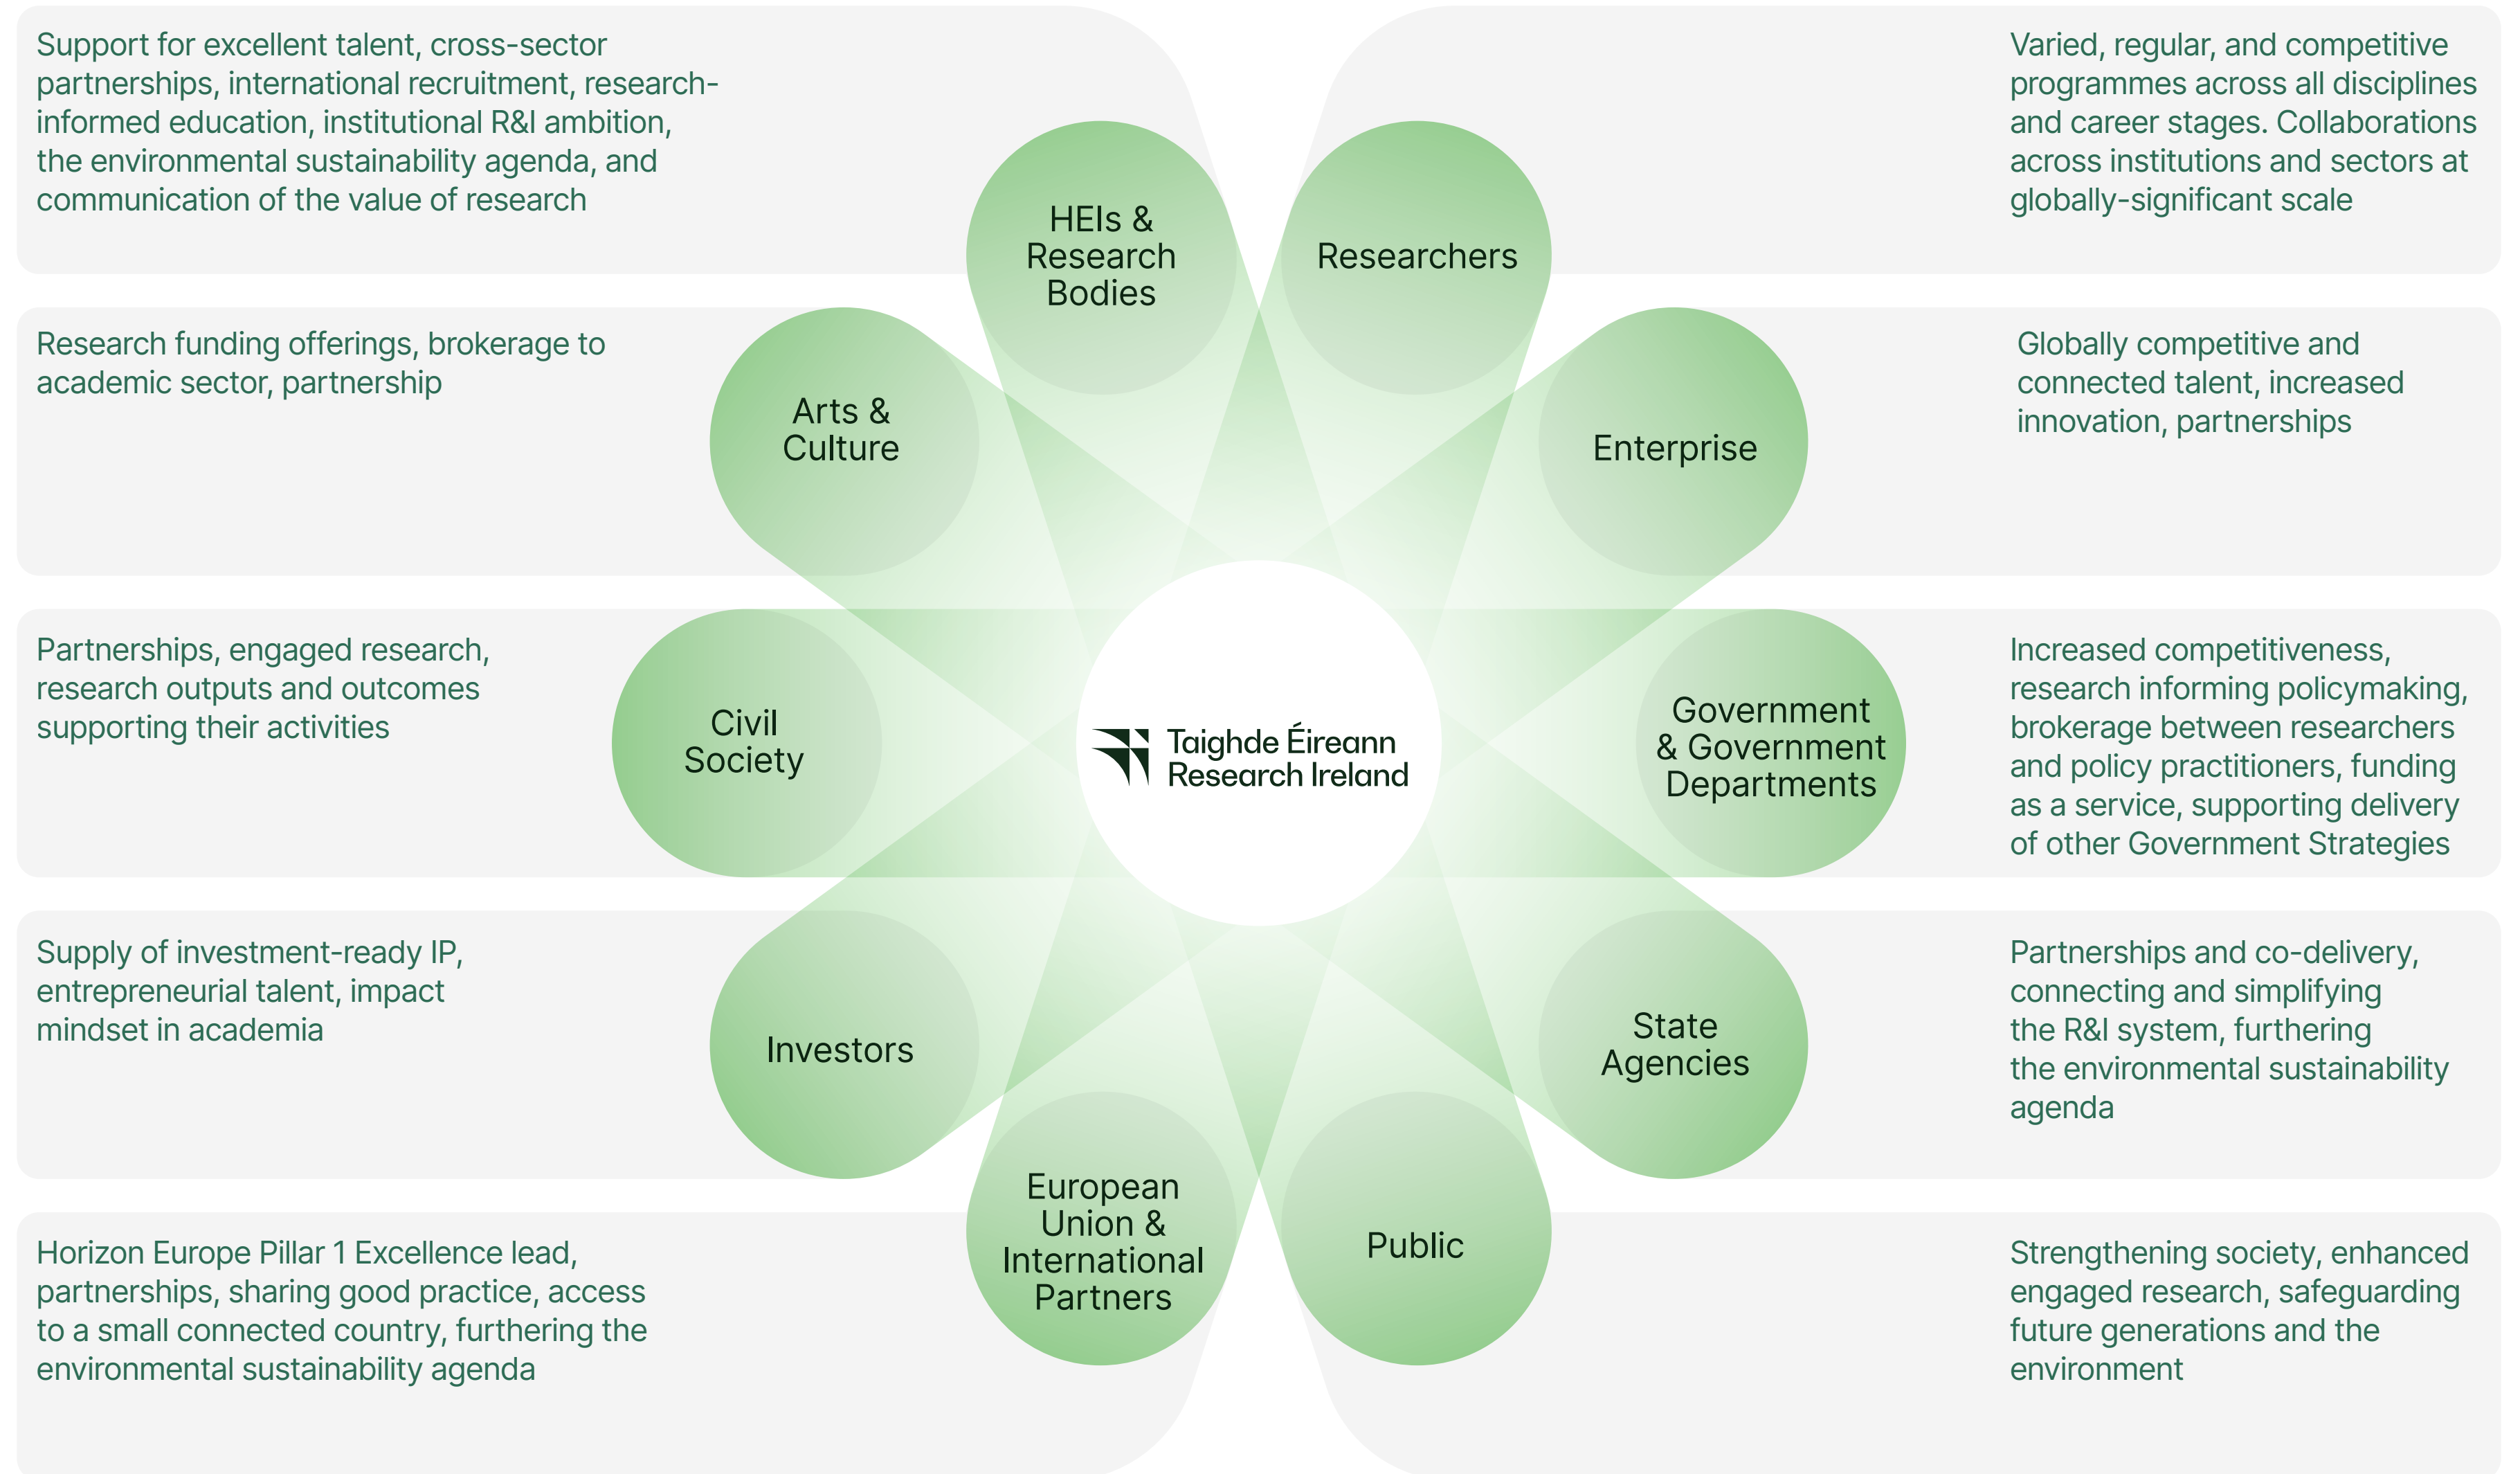 Support for excellent talent, cross-sector
partnerships, international recruitment, research-
informed education, institutional R&I ambition,
the environmental sustainability agenda, and
communication of the value of research
HEIs &
Research
Bodies
Researchers
Varied, regular, and competitive
programmes across all disciplines
and career stages. Collaborations
across institutions and sectors at
globally-significant scale
Research funding offerings, brokerage to
academic sector, partnership
Arts &
Culture
Enterprise
Globally competitive and
connected talent, increased
innovation, partnerships
Partnerships, engaged research,
research outputs and outcomes
supporting their activities
Civil
Society
Taighde Éireann
Research Ireland
Government
& Government
Departments
Increased competitiveness,
research informing policymaking,
brokerage between researchers
and policy practitioners, funding
as a service, supporting delivery
of other Government Strategies
Supply of investment-ready IP,
entrepreneurial talent, impact
mindset in academia
Investors
State
Agencies
Partnerships and co-delivery,
connecting and simplifying
the R&I system, furthering
the environmental sustainability
agenda
Horizon Europe Pillar 1 Excellence lead,
partnerships, sharing good practice, access
to a small connected country, furthering the
environmental sustainability agenda
European
Union &
International
Partners
Public
Strengthening society, enhanced
engaged research, safeguarding
future generations and the
environment